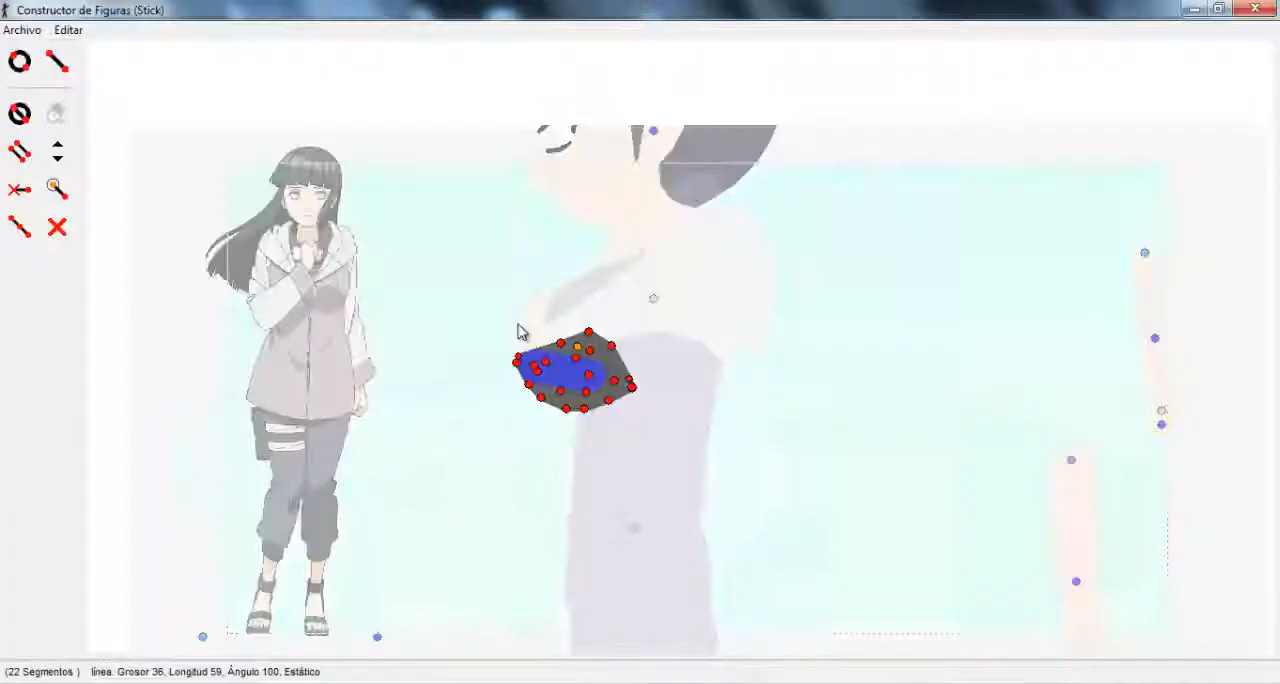 Constructor de Figuras (Stick)
Archivo Editar
(22 Segmentos ) línea. Grosor 36, Longitud 59, Ángulo 100, Estático